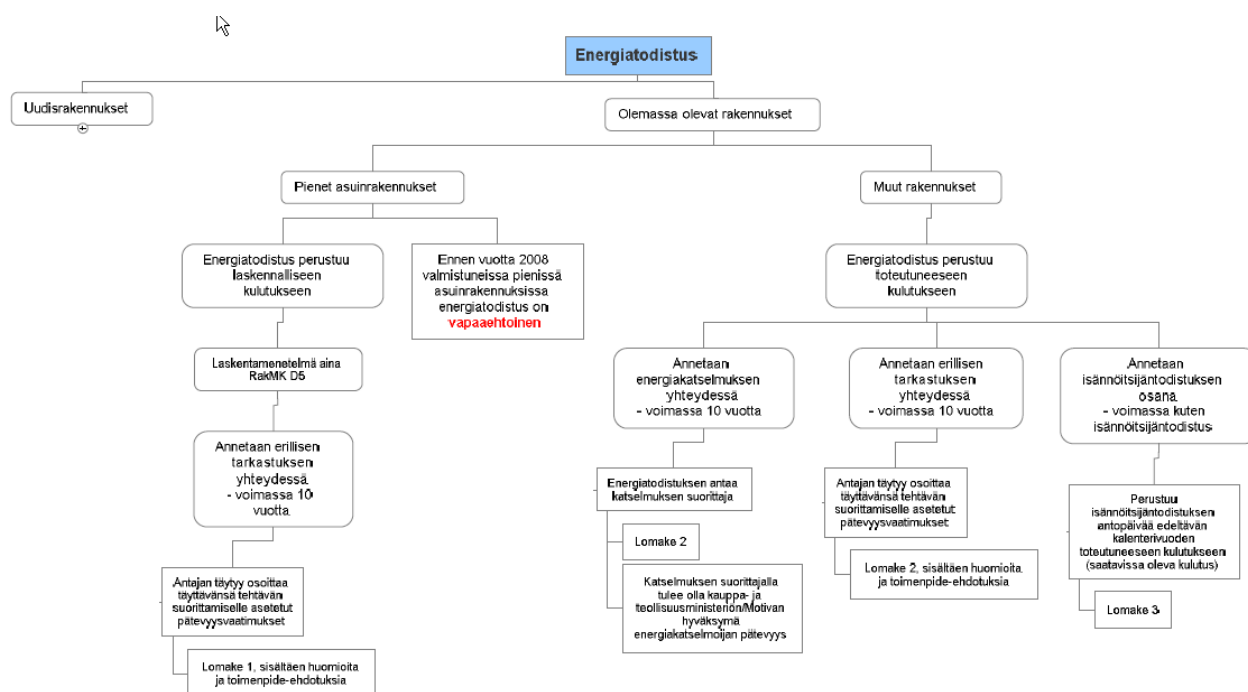 Energiatodistus
Uudisrakennukset
Olemassa olevat rakennukset
Pienet asuinrakennukset
Muut rakennukset
Energiatodistus perustuu
laskennalliseen
kulutukseen
Ennen vuotta 2008
valmistuneissa pienissä
asuinrakennuksissa
energiatodistus on
vapaaehtoinen
Energiatodistus perustuu
toteutuneeseen
kulutukseen
Laskentamenetelmä aina
RakMK D5
Annetaan
energiakatselmuksen
yhteydessä
- voimassa 10 vuotta
Annetaan erillisen
tarkastuksen
yhteydessä
- voimassa 10 vuotta
Annetaan
isännöitsijäntodistuksen
osana
- voimassa kuten
isännöitsijäntodistus
Annetaan erillisen
tarkastuksen
yhteydessä
- voimassa 10
vuotta
Energiatodistuksen antaa
katselmuksen suorittaja
Lomake 2
Katselmuksen suorittajalla
tulee olla kauppa- ja
teollisuusministeriön/Motivan
hyväksymä
energiakatselmoijan pätevyys
Antajan täytyy osoittaa
täyttävänsä tehtävän
suorittamiselle asetetut
pätevyysvaatimukset
Lomake 2, sisältäen huomioita
ja toimenpide-ehdotuksia
Perustuu
isännöitsijäntodistuksen
antopäivää edeltävän
kalenterivuoden
toteutuneeseen kulutukseen
(saatavissa oleva kulutus)
Lomake 3
Antajan täytyy osoittaa
täyttävänsä tehtävän
suorittamiselle asetetut
pätevyysvaatimukset
Lomake 1, sisältäen huomioita
ja toimenpide-ehdotuksia